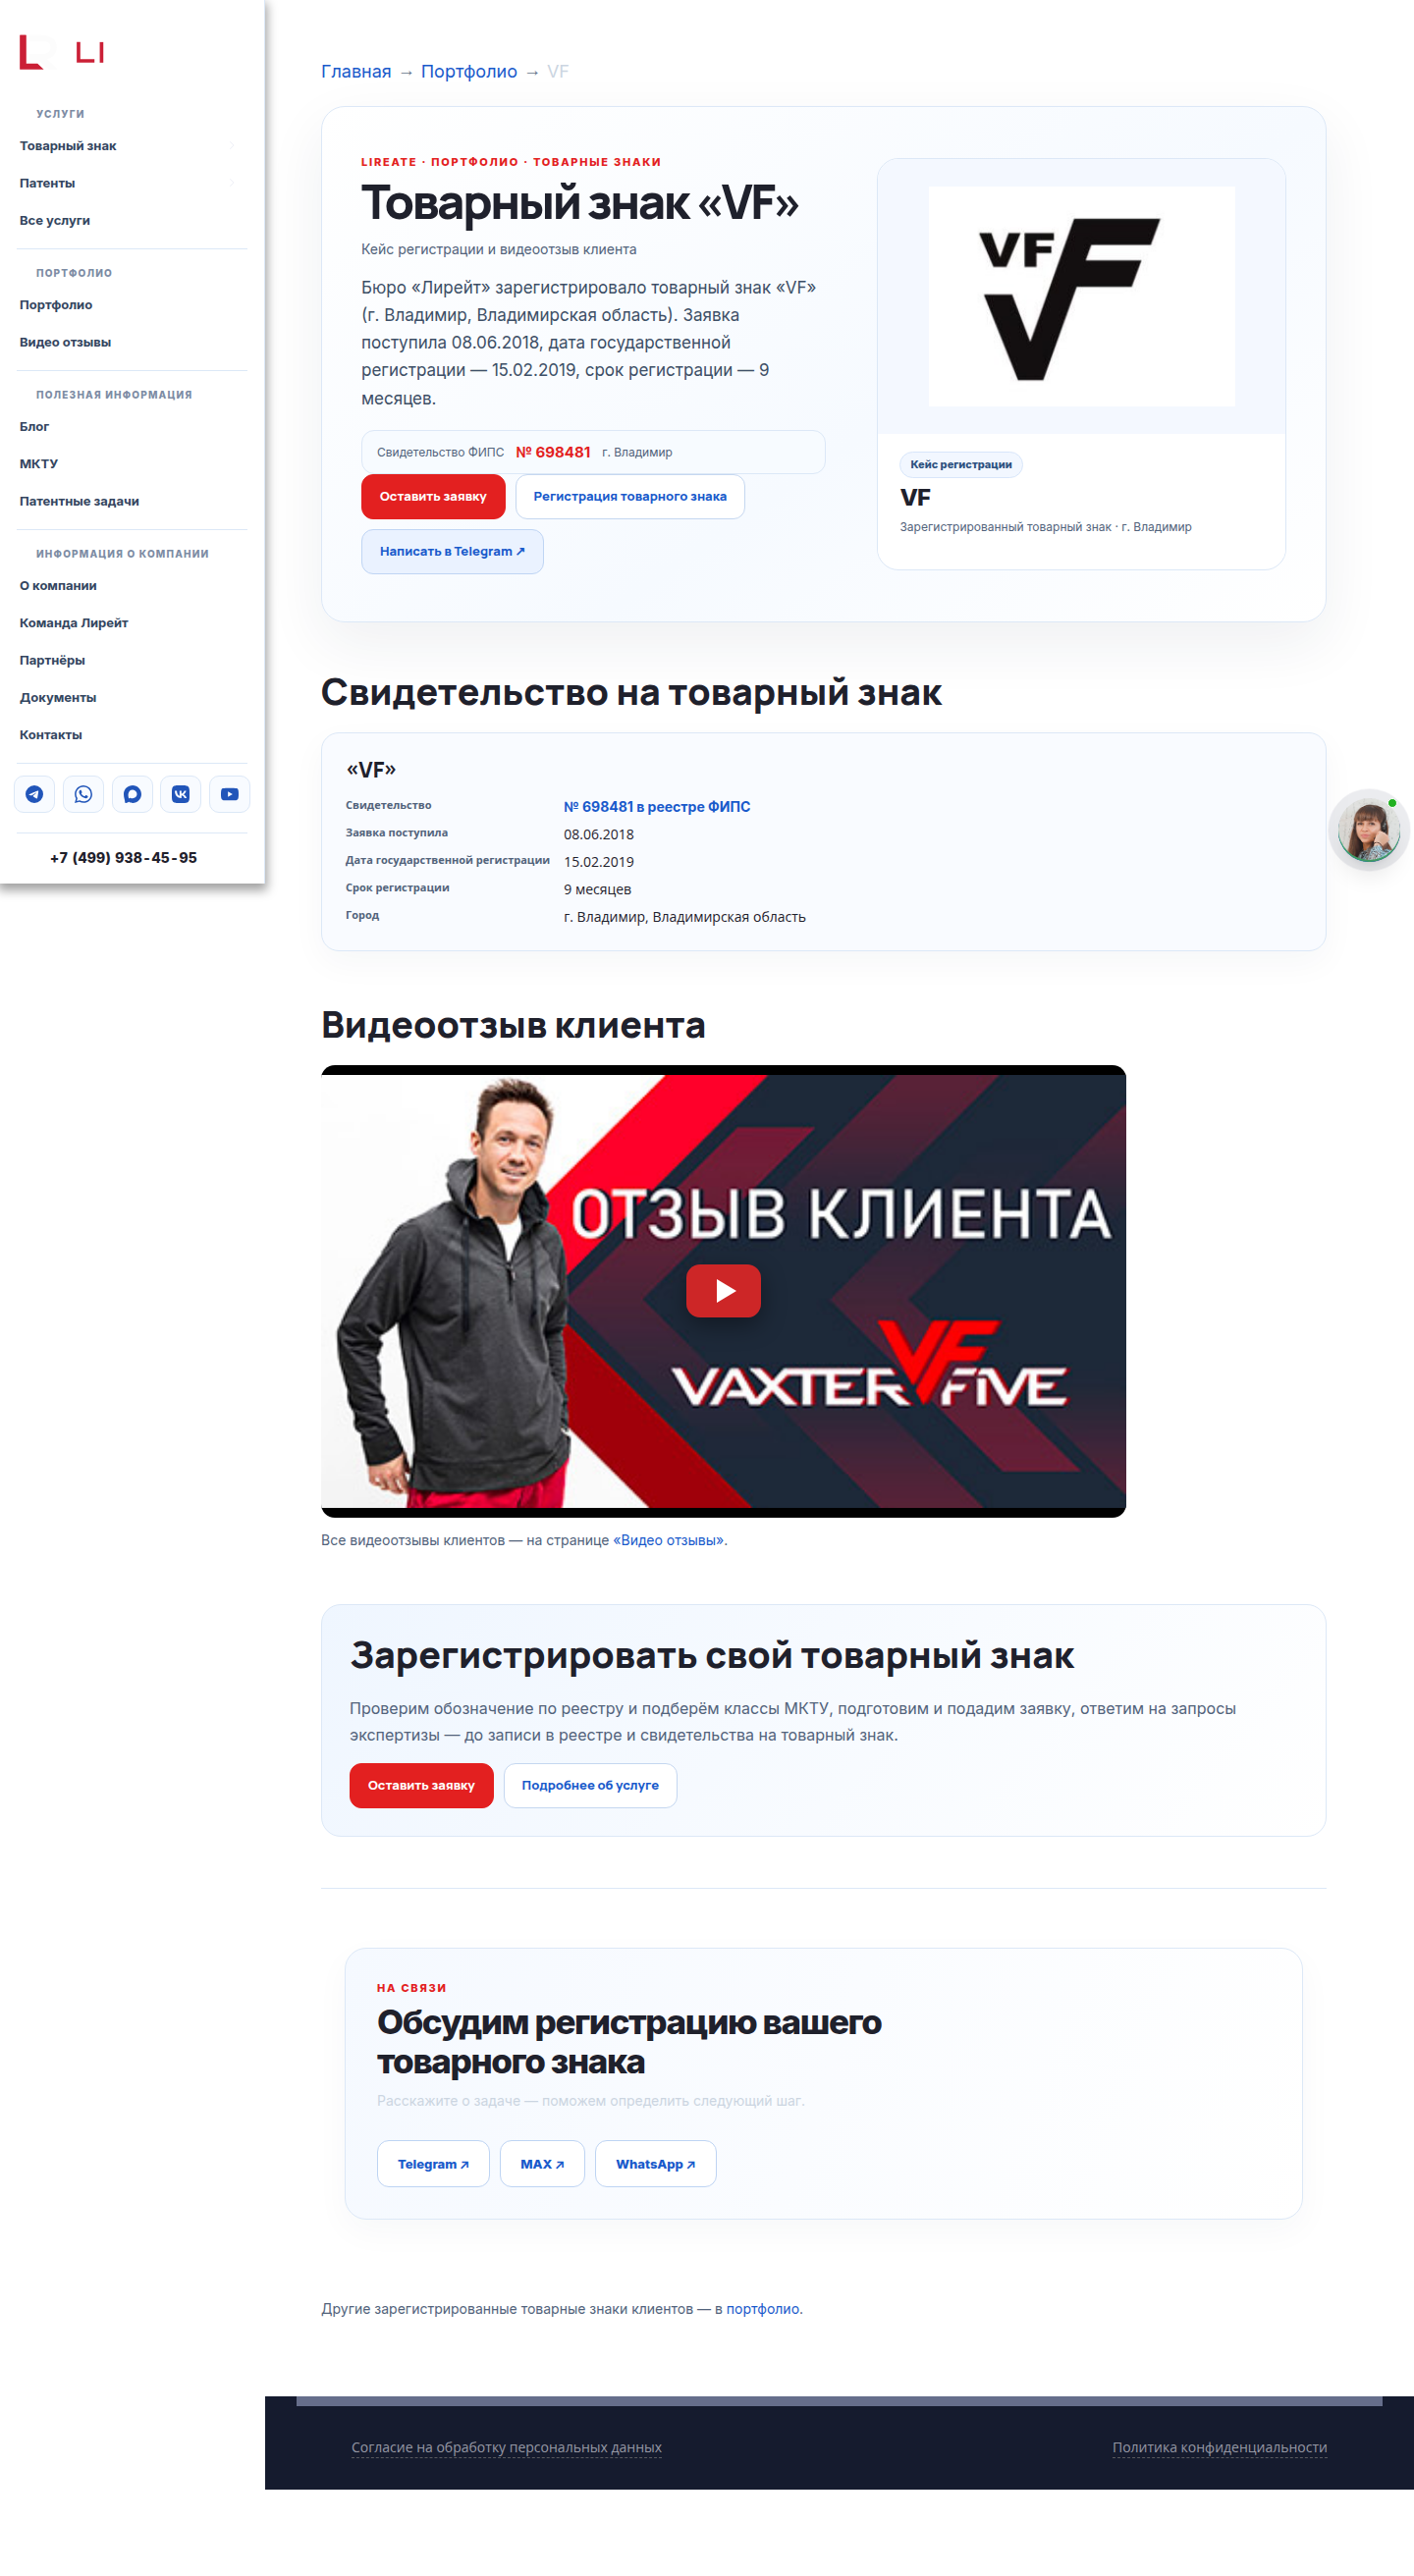 LI
УСЛУГИ
Товарный знак
Патенты
Все услуги
ПОРТФОЛИО
Портфолио
Видео отзывы
ПОЛЕЗНАЯ ИНФОРМАЦИЯ
Блог
МКТУ
Патентные задачи
ИНФОРМАЦИЯ О КОМПАНИИ
О компании
Команда Лирейт
Партнёры
Документы
Контакты
+7 (499) 938-45-95
Главная → Портфолио → VF
LIREATE · ПОРТФОЛИО · ТОВАРНЫЕ ЗНАКИ
Товарный знак «VF»
Кейс регистрации и видеоотзыв клиента
Бюро «Лирейт» зарегистрировало товарный знак «VF»
(г. Владимир, Владимирская область). Заявка
поступила 08.06.2018, дата государственной
регистрации — 15.02.2019, срок регистрации — 9
месяцев.
Свидетельство ФИПС № 698481 г. Владимир
Оставить заявку
Регистрация товарного знака
Написать в Telegram ↗
VF
VF
Кейс регистрации
VF
Зарегистрированный товарный знак · г. Владимир
Свидетельство на товарный знак
«VF»
Свидетельство № 698481 в реестре ФИПС
Заявка поступила 08.06.2018
Дата государственной регистрации 15.02.2019
Срок регистрации 9 месяцев
Город г. Владимир, Владимирская область
Видеоотзыв клиента
ОТЗЫВ КЛИЕНТА
VF
VAXTER FIVE
Все видеоотзывы клиентов — на странице «Видео отзывы».
Зарегистрировать свой товарный знак
Проверим обозначение по реестру и подберём классы МКТУ, подготовим и подадим заявку, ответим на запросы
экспертизы — до записи в реестре и свидетельства на товарный знак.
Оставить заявку
Подробнее об услуге
НА СВЯЗИ
Обсудим регистрацию вашего
товарного знака
Расскажите о задаче — поможем определить следующий шаг.
Telegram ↗
MAX ↗
WhatsApp ↗
Другие зарегистрированные товарные знаки клиентов — в портфолио.
Согласие на обработку персональных данных
Политика конфиденциальности